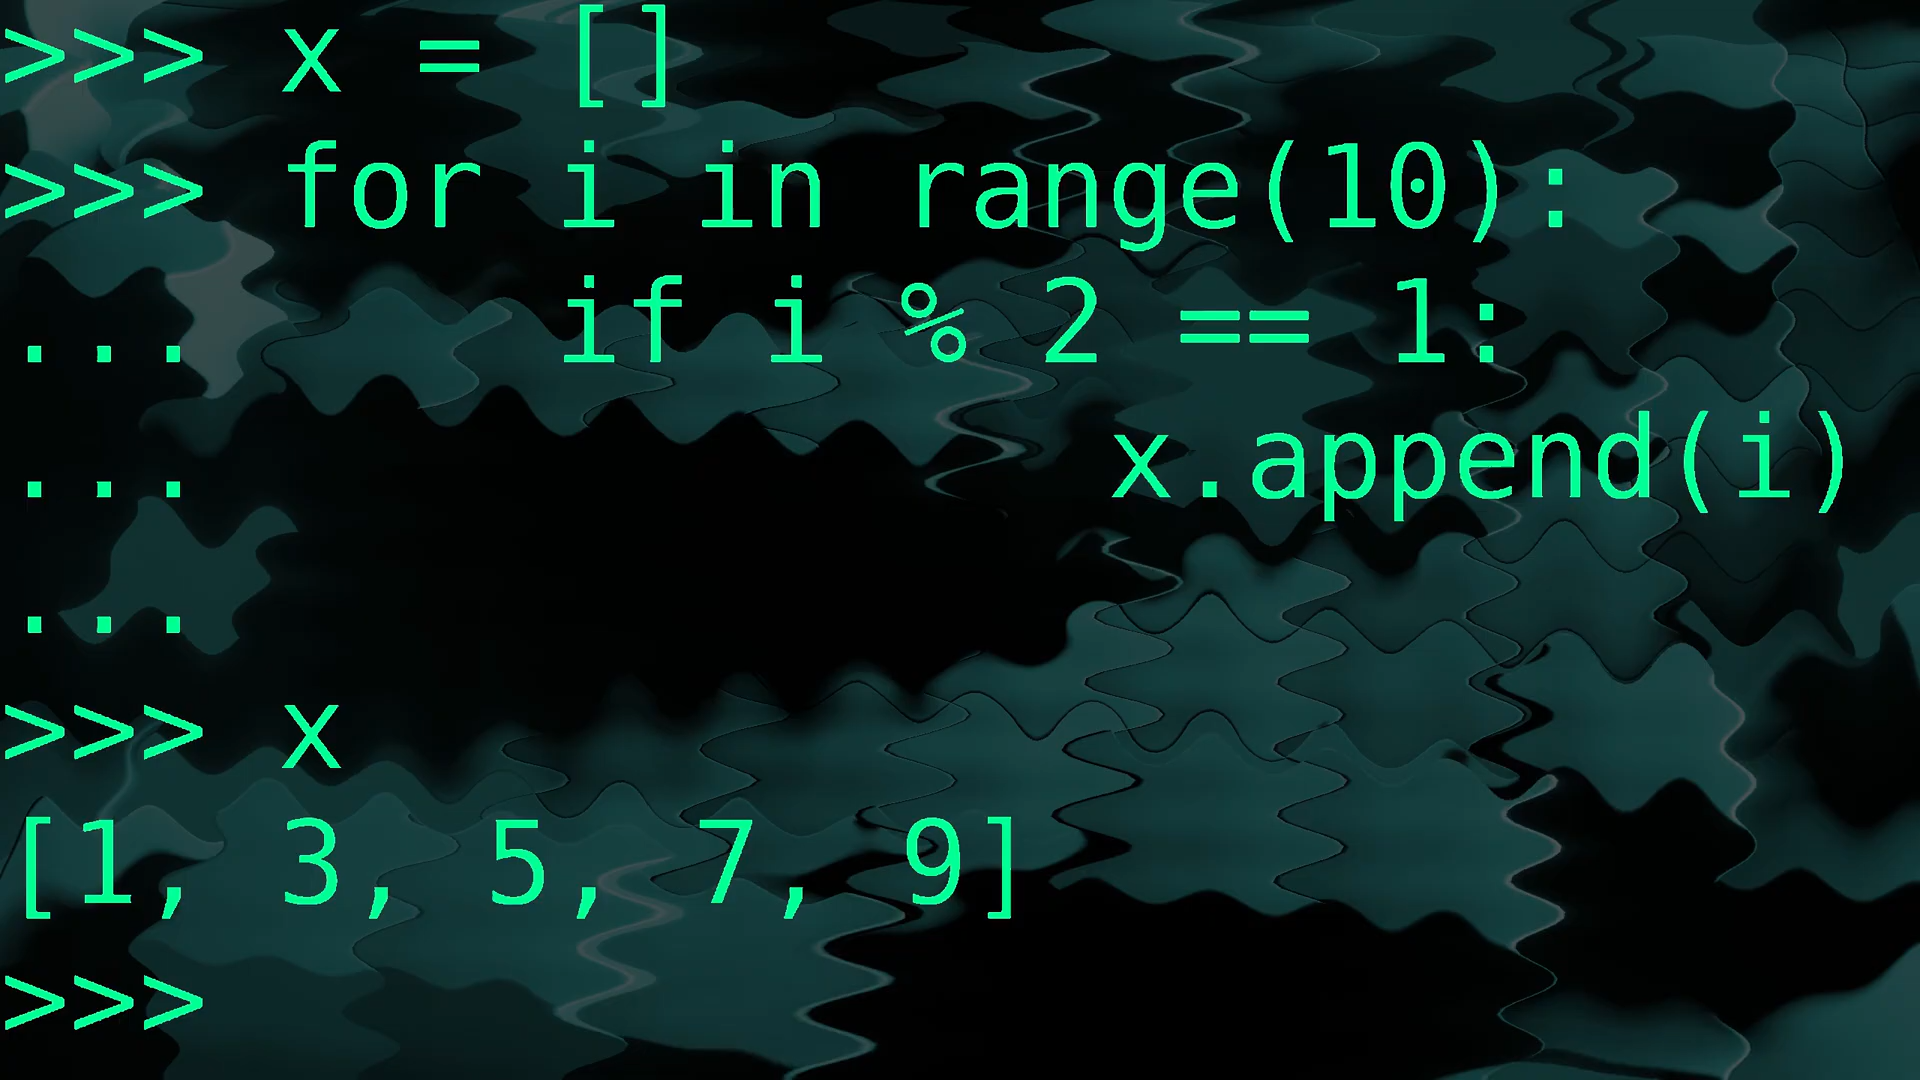 >>> x = []
>>> for i in range(10):
...     if i % 2 == 1:
...             x.append(i)
...
>>> x
[1, 3, 5, 7, 9]
>>>